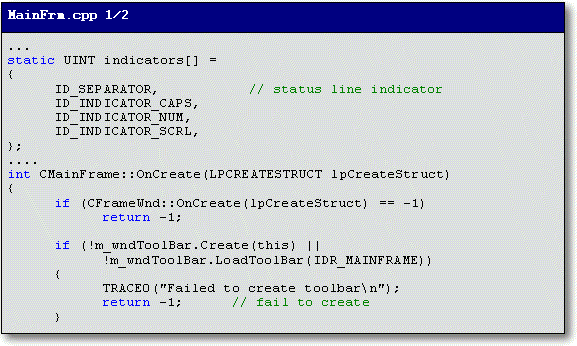 MainFrm.cpp 1/2
...
static UINT indicators[] =
{
ID_SEPARATOR, // status line indicator
ID_INDICATOR_CAPS,
ID_INDICATOR_NUM,
ID_INDICATOR_SCRL,
};
....
int CMainFrame::OnCreate(LPCREATESTRUCT lpCreateStruct)
{
if (CFrameWnd::OnCreate(lpCreateStruct) == -1)
return -1;
if (!m_wndToolBar.Create(this) ||
!m_wndToolBar.LoadToolBar(IDR_MAINFRAME))
{
TRACE0("Failed to create toolbar\n");
return -1; // fail to create
}